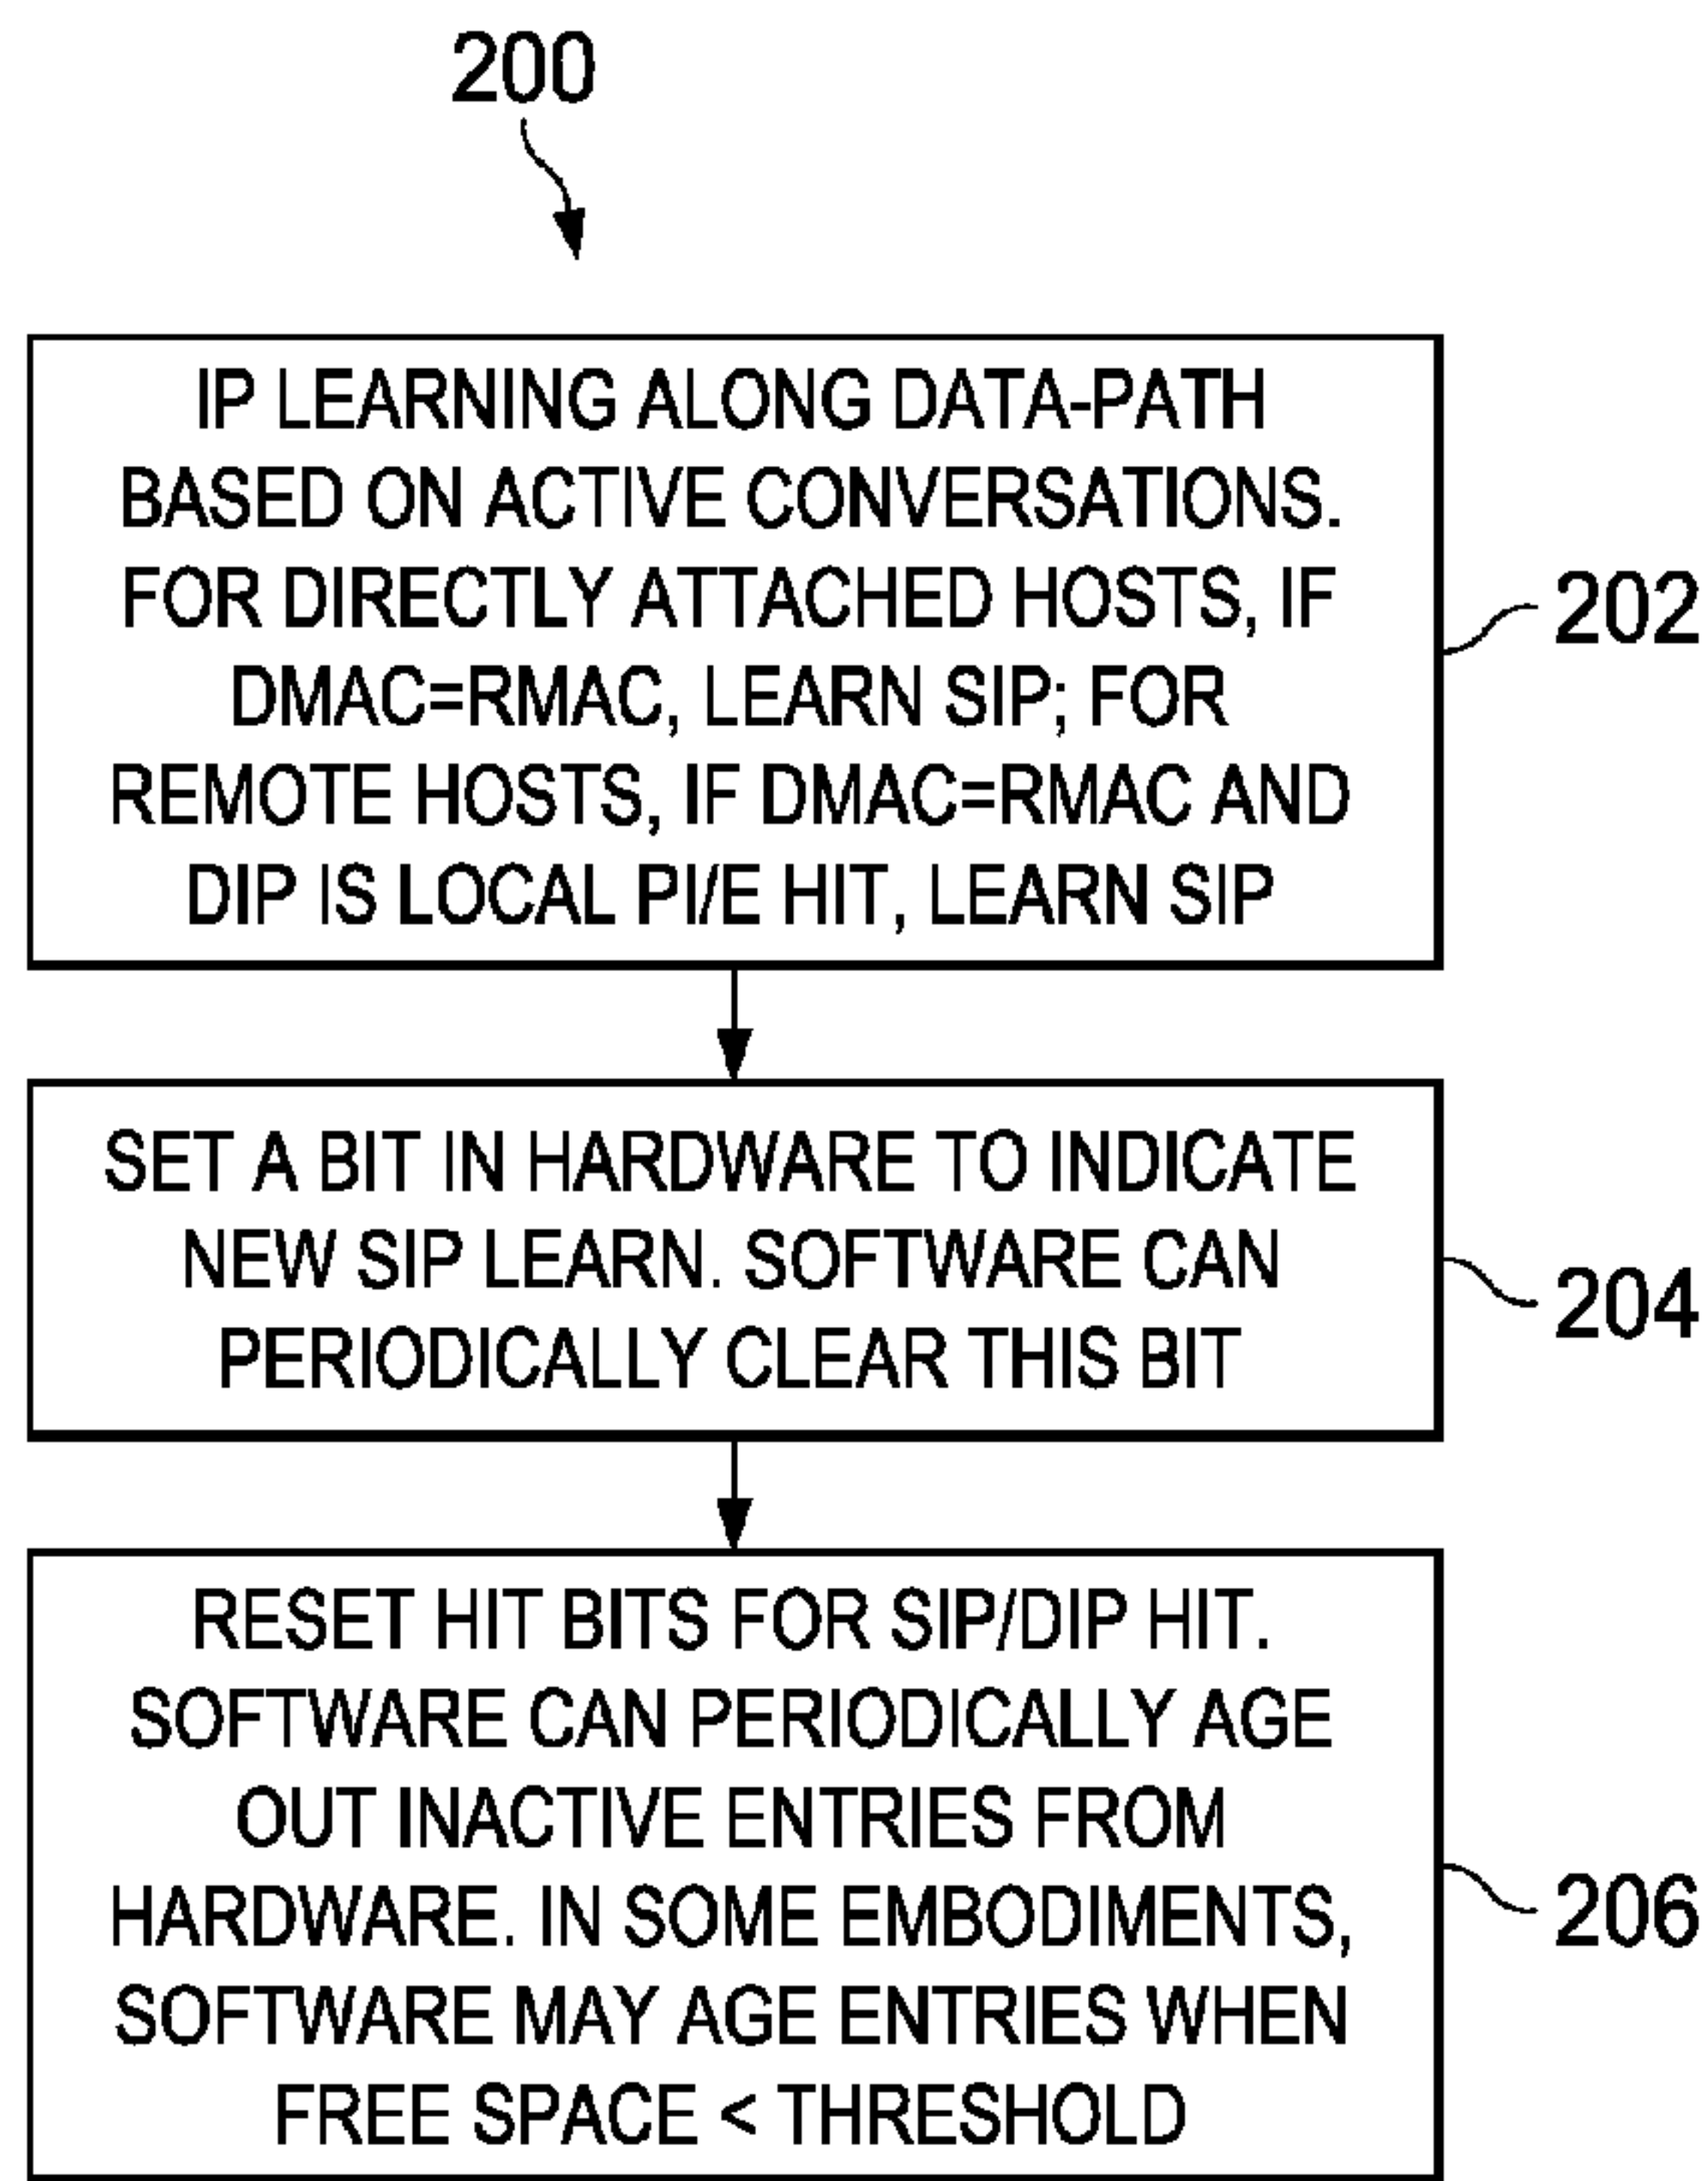 200
IP LEARNING ALONG DATA-PATH
BASED ON ACTIVE CONVERSATIONS.
FOR DIRECTLY ATTACHED HOSTS, IF
DMAC=RMAC, LEARN SIP; FOR
REMOTE HOSTS, IF DMAC=RMAC AND
DIP IS LOCAL PI/E HIT, LEARN SIP
202
SET A BIT IN HARDWARE TO INDICATE
NEW SIP LEARN. SOFTWARE CAN
PERIODICALLY CLEAR THIS BIT
204
RESET HIT BITS FOR SIP/DIP HIT.
SOFTWARE CAN PERIODICALLY AGE
OUT INACTIVE ENTRIES FROM
HARDWARE. IN SOME EMBODIMENTS,
SOFTWARE MAY AGE ENTRIES WHEN
FREE SPACE < THRESHOLD
206